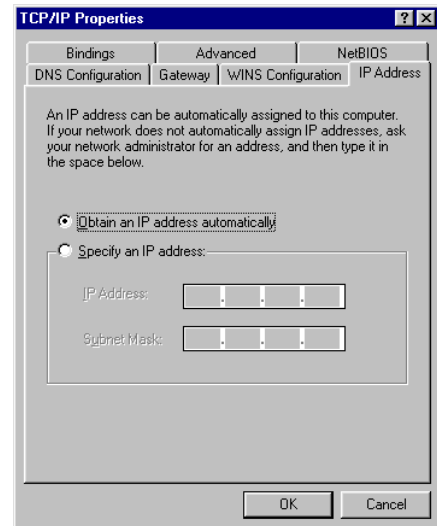 TCP/IP Properties
Bindings
Advanced
NetBIOS
DNS Configuration
Gateway
WINS Configuration
IP Address
An IP address can be automatically assigned to this computer.
If your network does not automatically assign IP addresses, ask
your network administrator for an address, and then type it in
the space below.
Obtain an IP address automatically
Specify an IP address:
IP Address:
Subnet Mask:
OK
Cancel